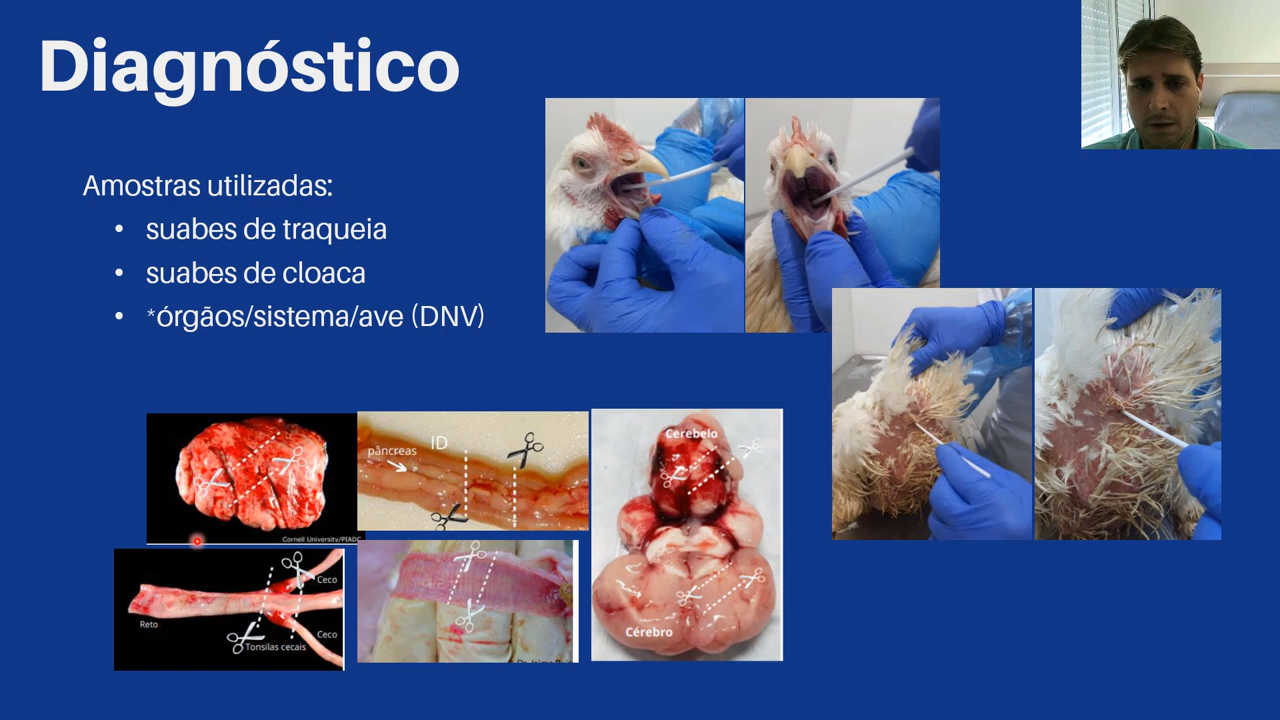 Diagnóstico
Amostras utilizadas:
• suabes de traqueia
• suabes de cloaca
• *órgãos/sistema/ave (DNV)
Cornell University/PIADC
pâncreas
ID
Cerebelo
Cérebro
Ceco
Reto
Ceco
Tonsilas cecais